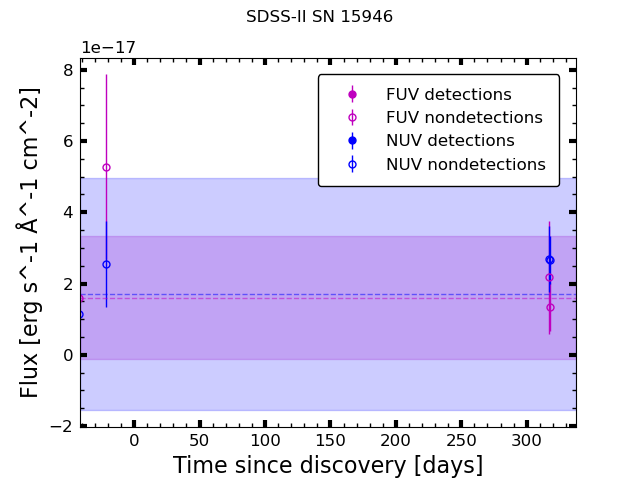 SDSS-II SN 15946
1e−17
8
6
4
2
0
−2
Flux [erg s^-1 Å^-1 cm^-2]
FUV detections
FUV nondetections
NUV detections
NUV nondetections
0 50 100 150 200 250 300
Time since discovery [days]